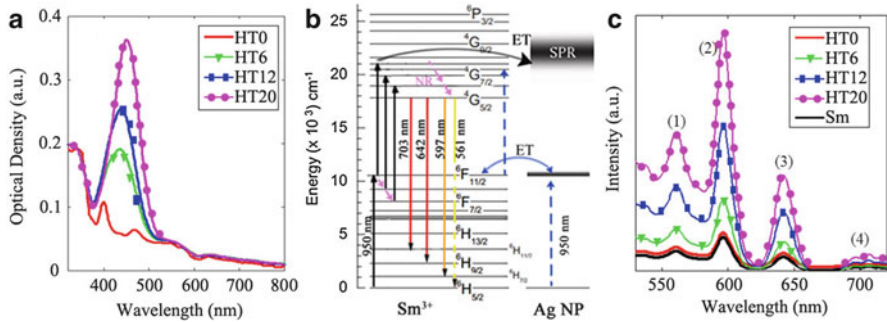 a
Optical Density (a.u.)
0.4
0.3
0.2
0.1
0
400 500 600 700 800
Wavelength (nm)
HT0
HT6
HT12
HT20
b
Energy (x 10³) cm⁻¹
25
20
15
10
5
0
⁶P₃/₂
⁴G₉/₂
⁴G₇/₂
⁴G₅/₂
⁶F₁₁/₂
⁶F₇/₂
⁶H₁₃/₂
⁶H₁₁/₂
⁶H₉/₂
⁶H₇/₂
⁶H₅/₂
ET
SPR
NR
703 nm
642 nm
597 nm
561 nm
ET
950 nm
950 nm
Sm³⁺
Ag NP
c
Intensity (a.u.)
(1)
(2)
(3)
(4)
HT0
HT6
HT12
HT20
Sm
550 600 650 700
Wavelength (nm)